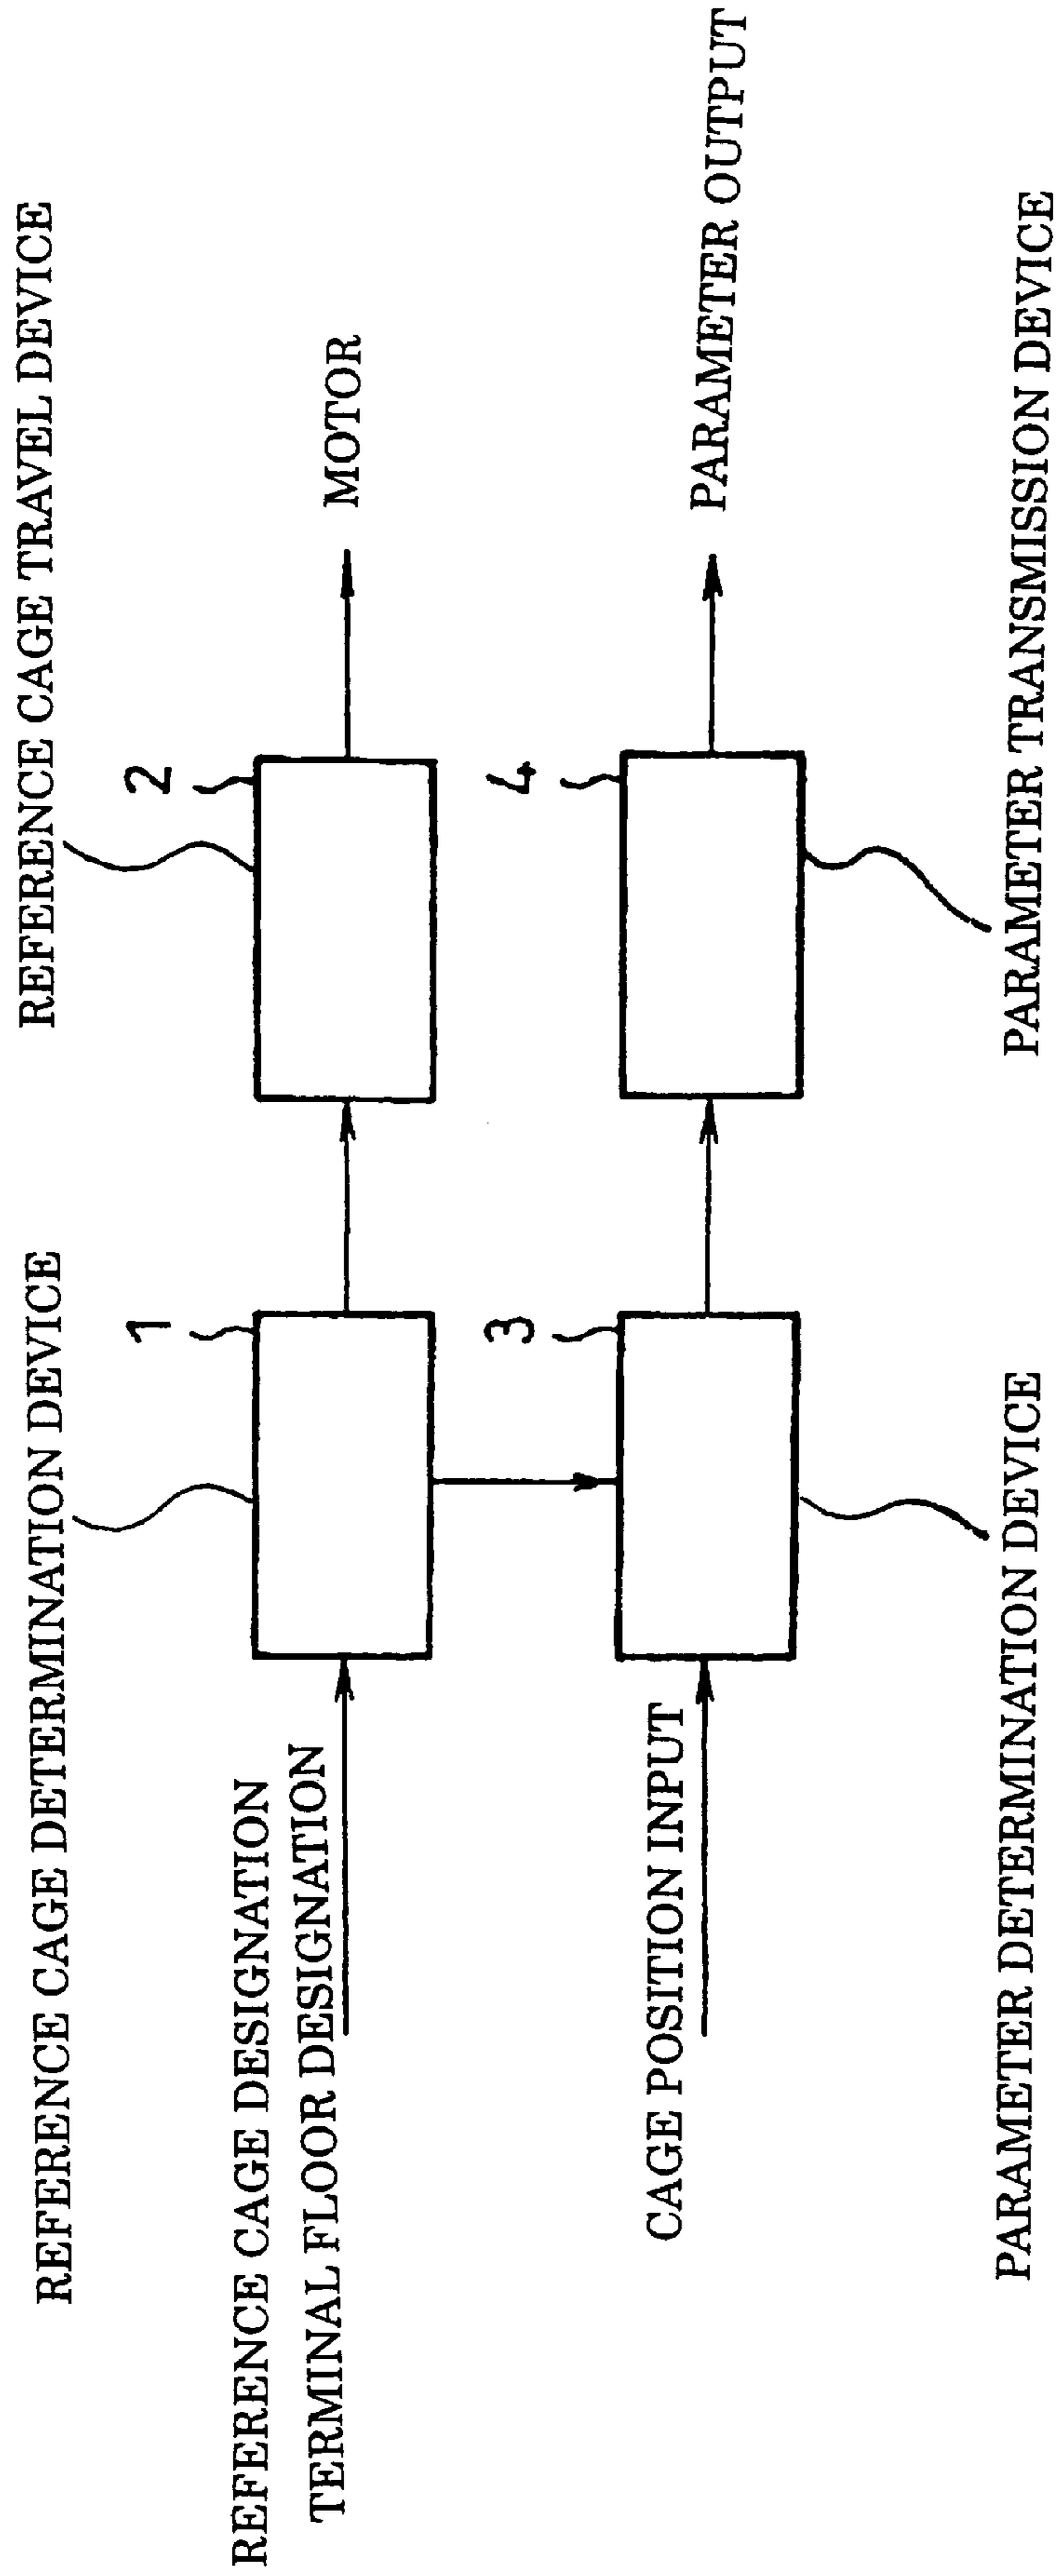 REFERENCE CAGE DETERMINATION DEVICE
REFERENCE CAGE TRAVEL DEVICE
1
2
REFERENCE CAGE DESIGNATION
TERMINAL FLOOR DESIGNATION
MOTOR
3
4
CAGE POSITION INPUT
PARAMETER OUTPUT
PARAMETER DETERMINATION DEVICE
PARAMETER TRANSMISSION DEVICE